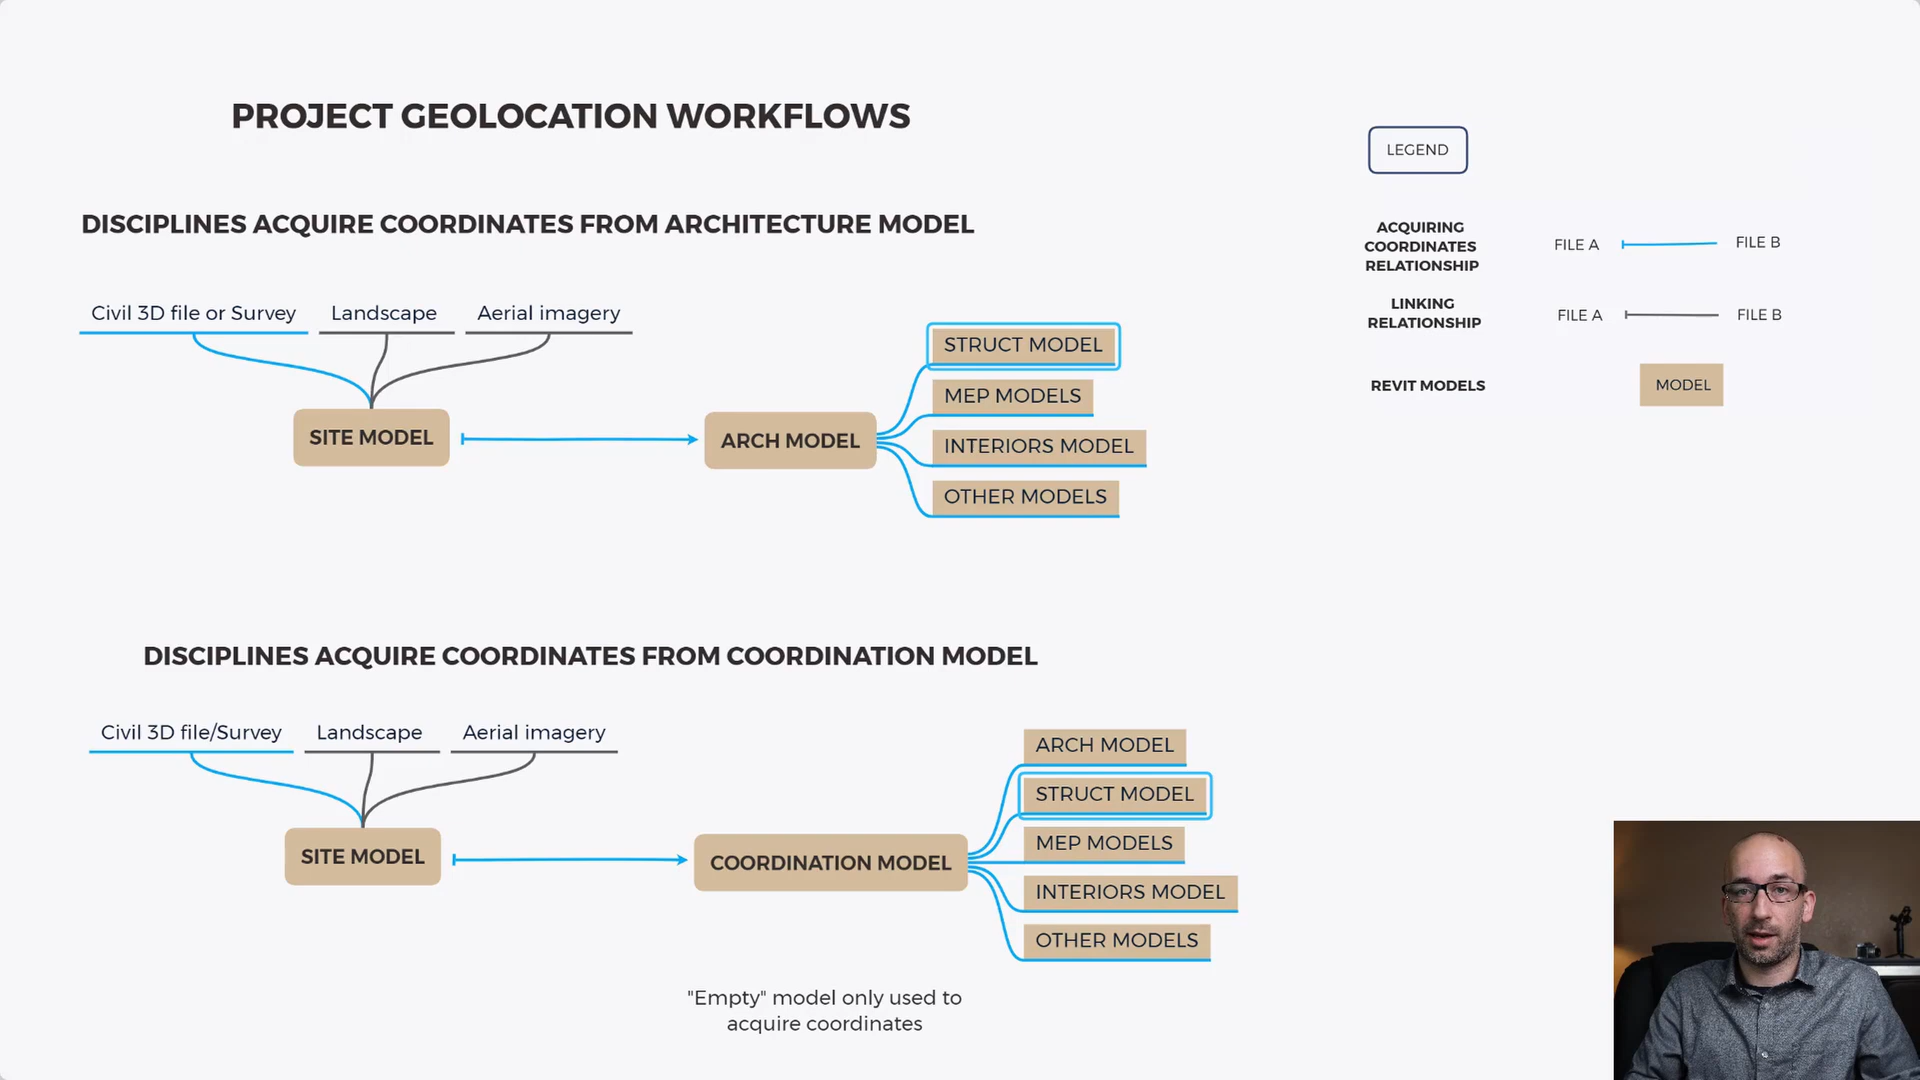 PROJECT GEOLOCATION WORKFLOWS
LEGEND
DISCIPLINES ACQUIRE COORDINATES FROM ARCHITECTURE MODEL
ACQUIRING
COORDINATES
RELATIONSHIP
FILE A
FILE B
LINKING
RELATIONSHIP
FILE A
FILE B
REVIT MODELS
MODEL
Civil 3D file or Survey
Landscape
Aerial imagery
SITE MODEL
ARCH MODEL
STRUCT MODEL
MEP MODELS
INTERIORS MODEL
OTHER MODELS
DISCIPLINES ACQUIRE COORDINATES FROM COORDINATION MODEL
Civil 3D file/Survey
Landscape
Aerial imagery
SITE MODEL
COORDINATION MODEL
ARCH MODEL
STRUCT MODEL
MEP MODELS
INTERIORS MODEL
OTHER MODELS
"Empty" model only used to
acquire coordinates